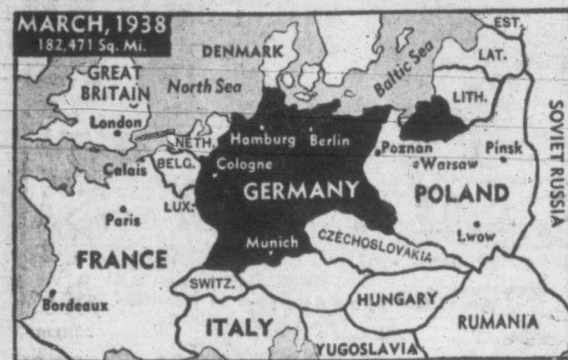 MARCH, 1938
182,471 Sq. Mi.
EST.
DENMARK
Baltic Sea
LAT.
GREAT
BRITAIN
North Sea
LITH.
London
Hamburg
Berlin
NETH.
Poznan
Pinsk
Warsaw
SOVIET RUSSIA
Calais
BELG.
Cologne
GERMANY
POLAND
LUX.
Paris
Lwow
CZECHOSLOVAKIA
Munich
FRANCE
SWITZ.
HUNGARY
Bordeaux
ITALY
RUMANIA
YUGOSLAVIA